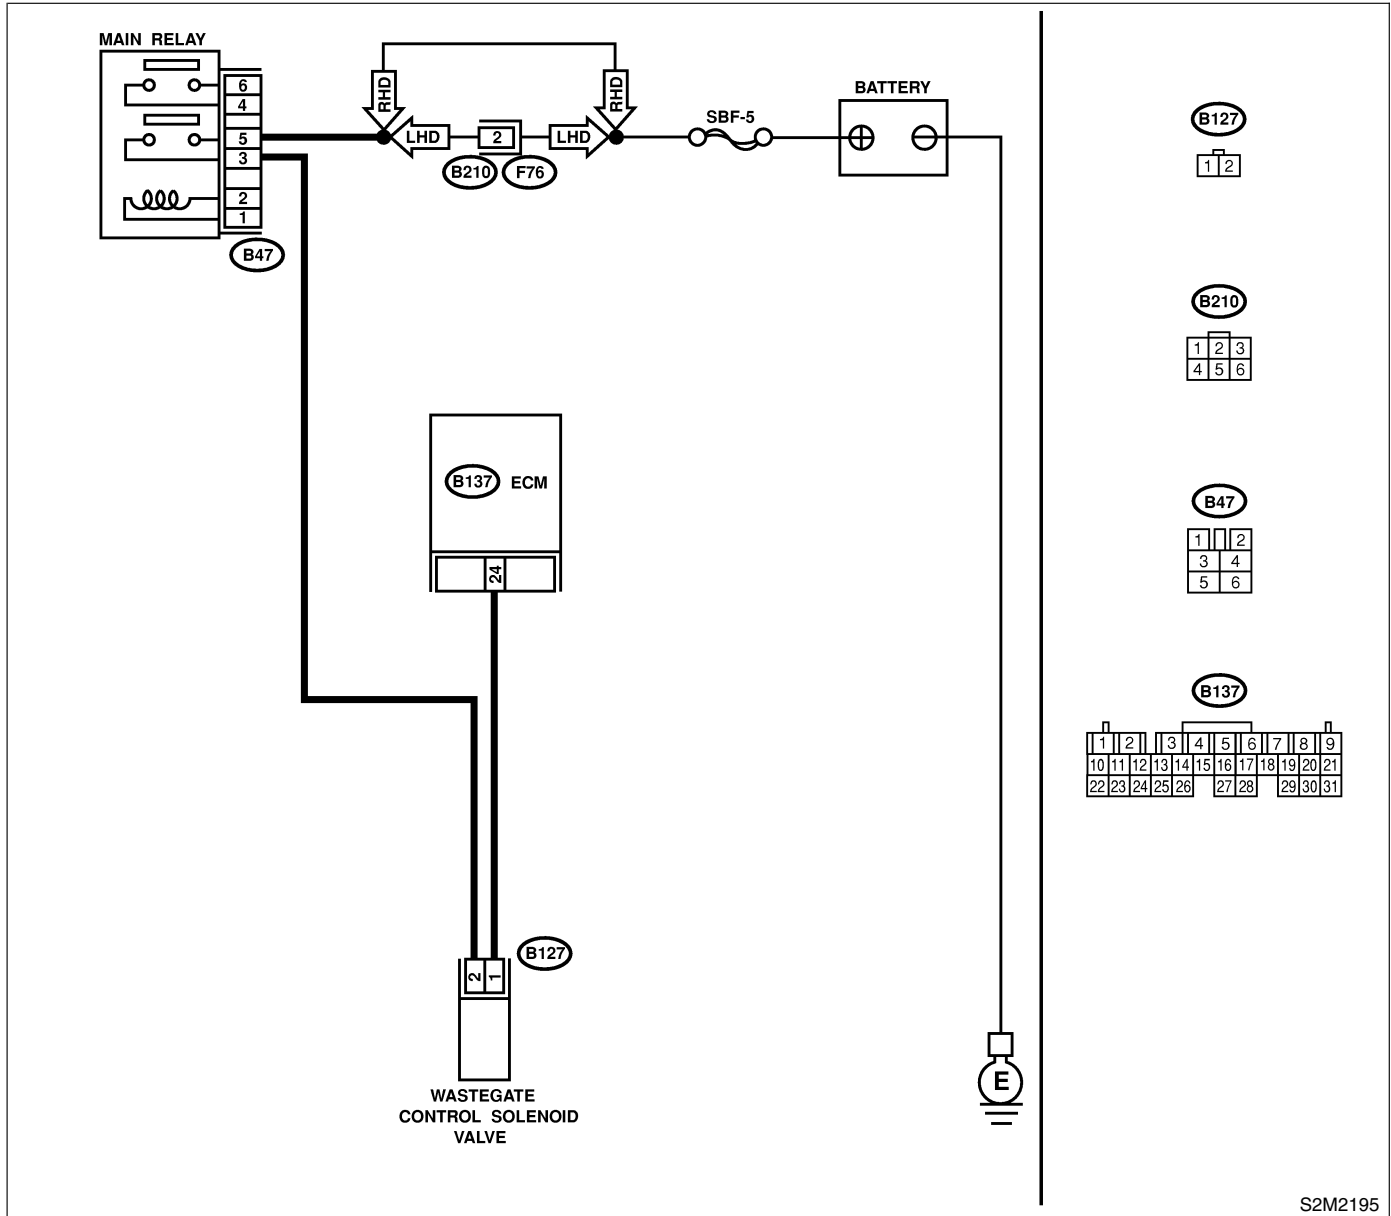 MAIN RELAY
6
4
5
3
2
1
B47
RHD
RHD
LHD
2
LHD
B210
F76
SBF-5
BATTERY
B137 ECM
24
B127
2 1
WASTEGATE
CONTROL SOLENOID
VALVE
E
B127
1 2
B210
1 2 3
4 5 6
B47
1 2
3 4
5 6
B137
1 2 3 4 5 6 7 8 9
10 11 12 13 14 15 16 17 18 19 20 21
22 23 24 25 26 27 28 29 30 31
S2M2195